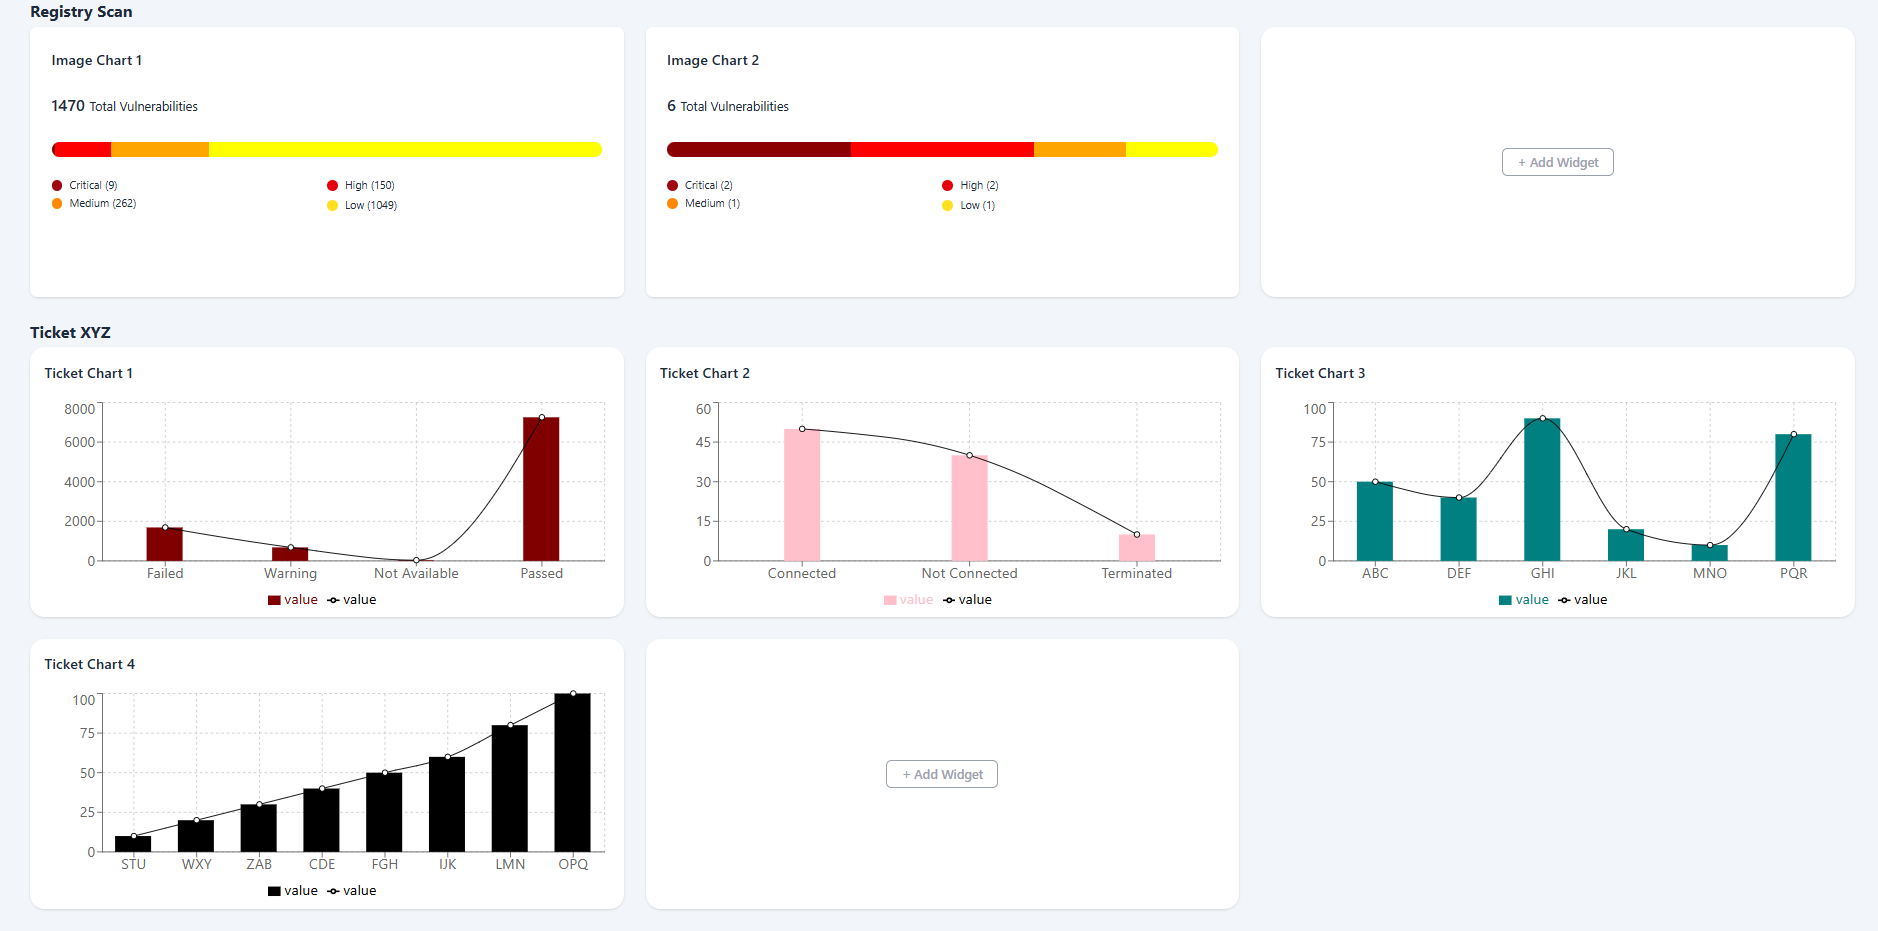 Registry Scan
Image Chart 1
1470 Total Vulnerabilities
Critical (9)
High (150)
Medium (262)
Low (1049)
Image Chart 2
6 Total Vulnerabilities
Critical (2)
High (2)
Medium (1)
Low (1)
+ Add Widget
Ticket XYZ
Ticket Chart 1
8000
6000
4000
2000
0
Failed Warning Not Available Passed
value value
Ticket Chart 2
60
45
30
15
0
Connected Not Connected Terminated
value value
Ticket Chart 3
100
75
50
25
0
ABC DEF GHI JKL MNO PQR
value value
Ticket Chart 4
100
75
50
25
0
STU WXY ZAB CDE FGH IJK LMN OPQ
value value
+ Add Widget